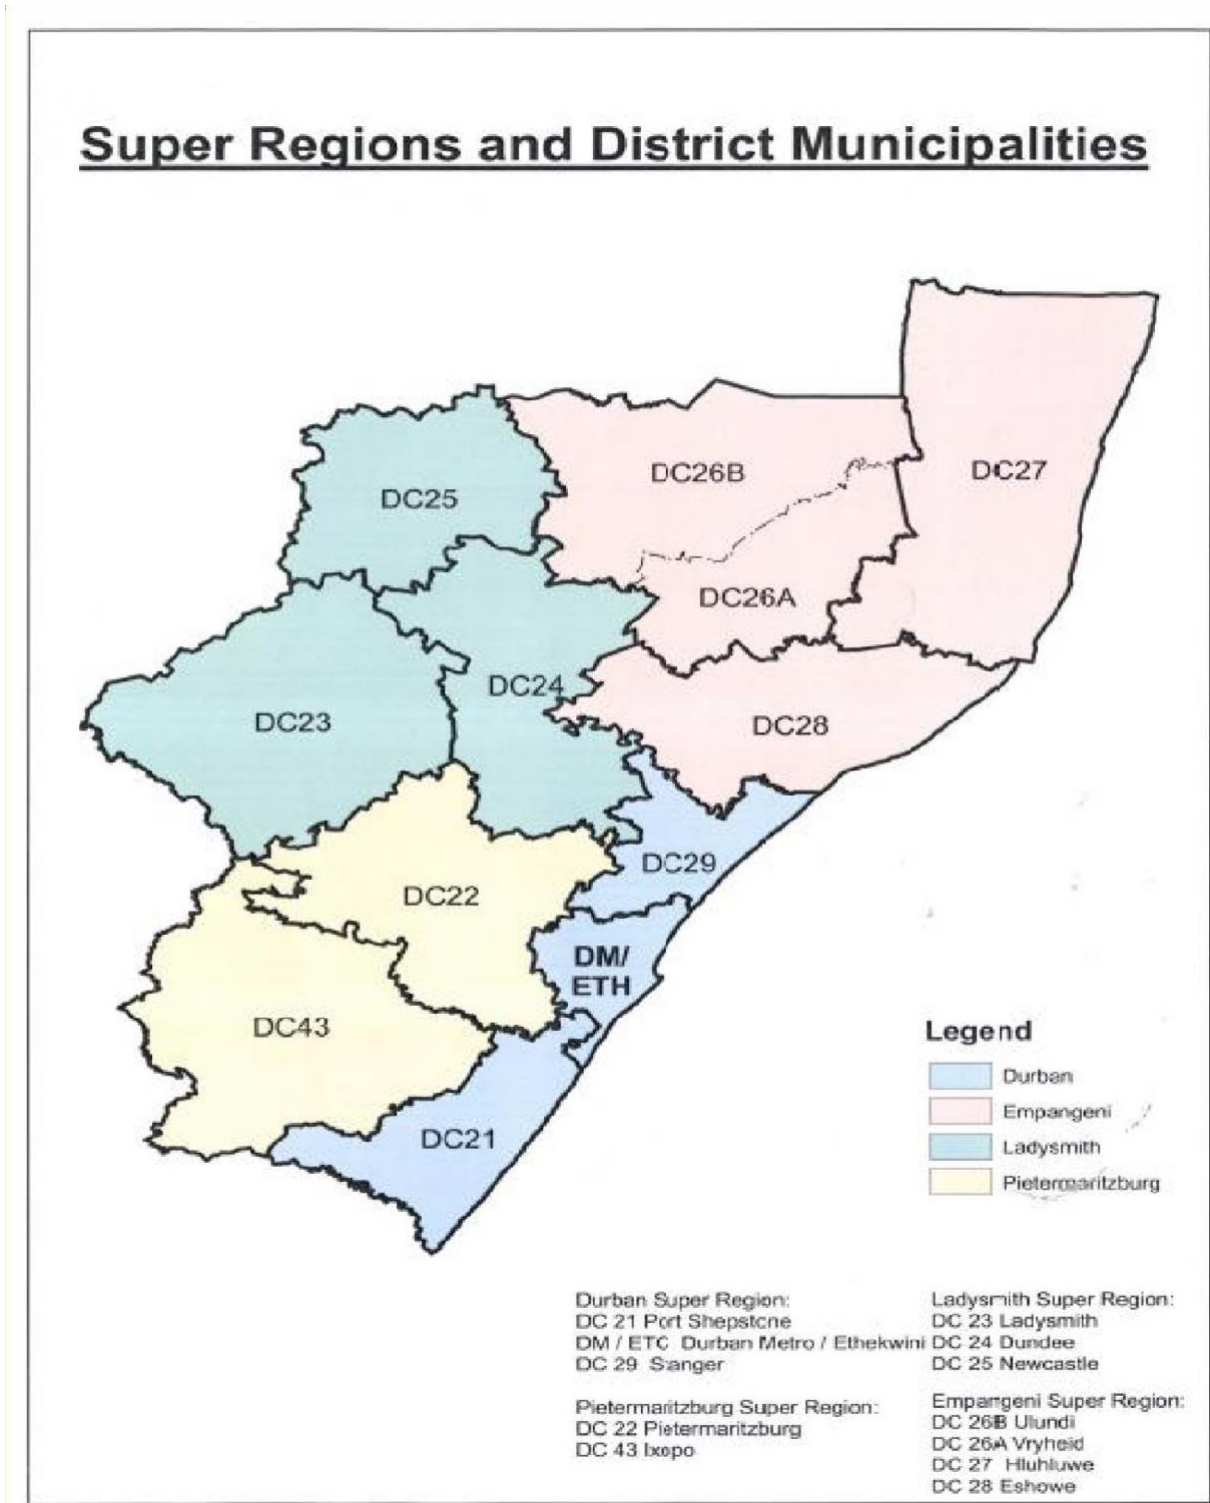 Super Regions and District Municipalities
DC25
DC26B
DC27
DC26A
DC24
DC23
DC28
DC29
DC22
DM/
ETH
DC43
DC21
Legend
Durban
Empangeni
Ladysmith
Pietermaritzburg
Durban Super Region:
DC 21 Port Shepstone
DM / ETC Durban Metro / Ethekwini
DC 29 Stanger
Pietermaritzburg Super Region:
DC 22 Pietermaritzburg
DC 43 Ixopo
Ladysmith Super Region:
DC 23 Ladysmith
DC 24 Dundee
DC 25 Newcastle
Empangeni Super Region:
DC 26B Ulundi
DC 26A Vryheid
DC 27 Hluhluwe
DC 28 Eshowe